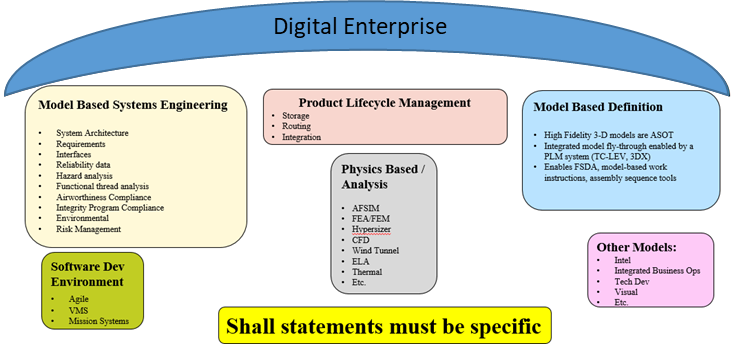 Digital Enterprise
Model Based Systems Engineering
• System Architecture
• Requirements
• Interfaces
• Reliability data
• Hazard analysis
• Functional thread analysis
• Airworthiness Compliance
• Integrity Program Compliance
• Environmental
• Risk Management
Product Lifecycle Management
• Storage
• Routing
• Integration
Model Based Definition
• High Fidelity 3-D models are ASOT
• Integrated model fly-through enabled by a
PLM system (TC-LEV, 3DX)
• Enables FSDA, model-based work
instructions, assembly sequence tools
Physics Based /
Analysis
• AFSIM
• FEA/FEM
• Hypersizer
• CFD
• Wind Tunnel
• ELA
• Thermal
• Etc.
Software Dev
Environment
• Agile
• VMS
• Mission Systems
Other Models:
• Intel
• Integrated Business Ops
• Tech Dev
• Visual
• Etc.
Shall statements must be specific